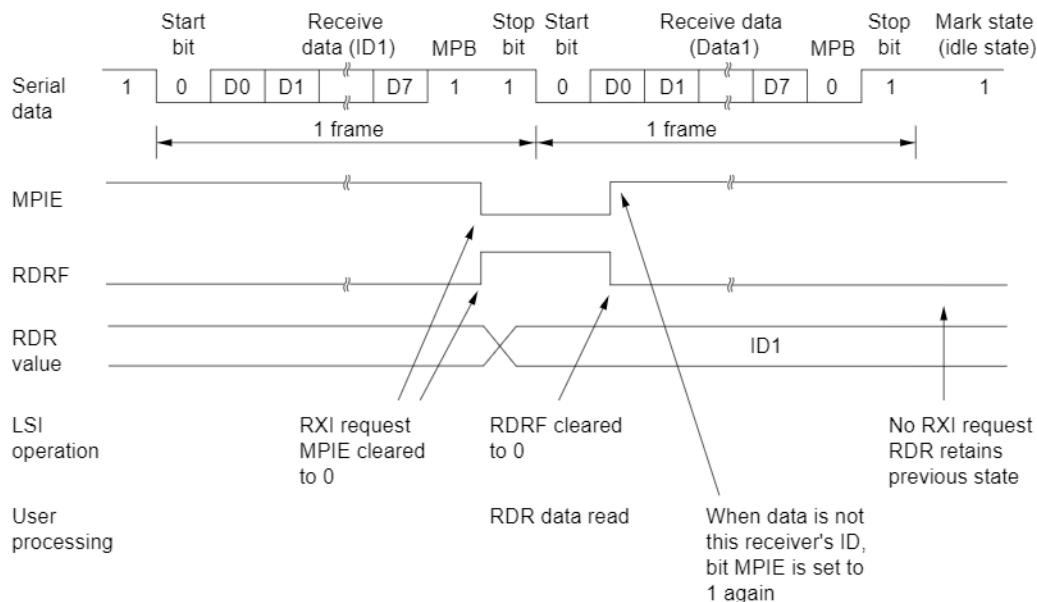 Start bit
Receive data (ID1)
MPB
Stop bit
Start bit
Receive data (Data1)
MPB
Stop bit
Mark state (idle state)
Serial data
1 0 D0 D1 D7 1 1 0 D0 D1 D7 0 1 1
1 frame 1 frame
MPIE
RDRF
RDR value
ID1
LSI operation
RXI request
MPIE cleared
to 0
RDRF cleared
to 0
No RXI request
RDR retains
previous state
User processing
RDR data read
When data is not
this receiver's ID,
bit MPIE is set to
1 again